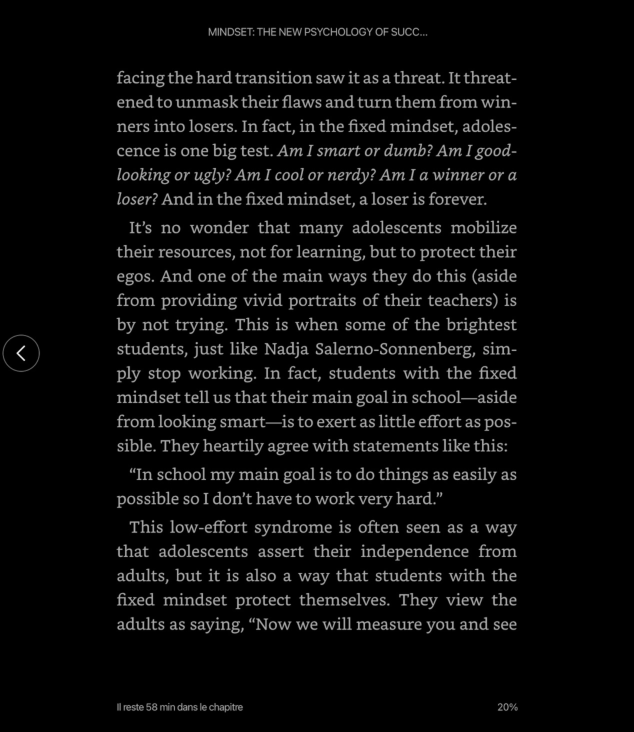 MINDSET: THE NEW PSYCHOLOGY OF SUCC...
facing the hard transition saw it as a threat. It threat-
ened to unmask their flaws and turn them from win-
ners into losers. In fact, in the fixed mindset, adoles-
cence is one big test. Am I smart or dumb? Am I good-
looking or ugly? Am I cool or nerdy? Am I a winner or a
loser? And in the fixed mindset, a loser is forever.
It’s no wonder that many adolescents mobilize
their resources, not for learning, but to protect their
egos. And one of the main ways they do this (aside
from providing vivid portraits of their teachers) is
by not trying. This is when some of the brightest
students, just like Nadja Salerno-Sonnenberg, sim-
ply stop working. In fact, students with the fixed
mindset tell us that their main goal in school—aside
from looking smart—is to exert as little effort as pos-
sible. They heartily agree with statements like this:
“In school my main goal is to do things as easily as
possible so I don’t have to work very hard.”
This low-effort syndrome is often seen as a way
that adolescents assert their independence from
adults, but it is also a way that students with the
fixed mindset protect themselves. They view the
adults as saying, “Now we will measure you and see
Il reste 58 min dans le chapitre
20%